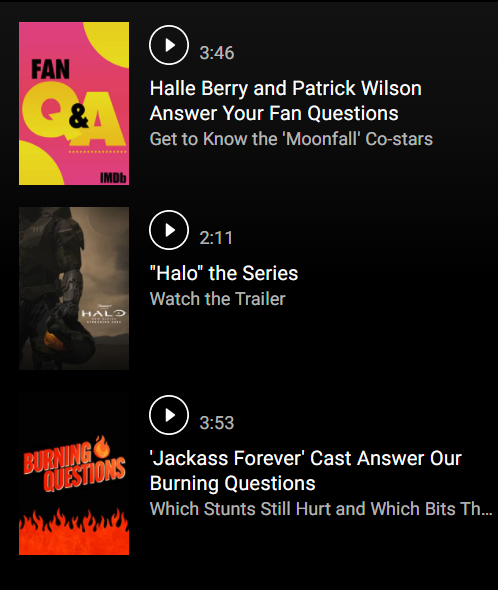 FAN
Q&A
IMDb
3:46
Halle Berry and Patrick Wilson
Answer Your Fan Questions
Get to Know the 'Moonfall' Co-stars
HALO
2:11
"Halo" the Series
Watch the Trailer
BURNING
QUESTIONS
3:53
'Jackass Forever' Cast Answer Our
Burning Questions
Which Stunts Still Hurt and Which Bits Th...